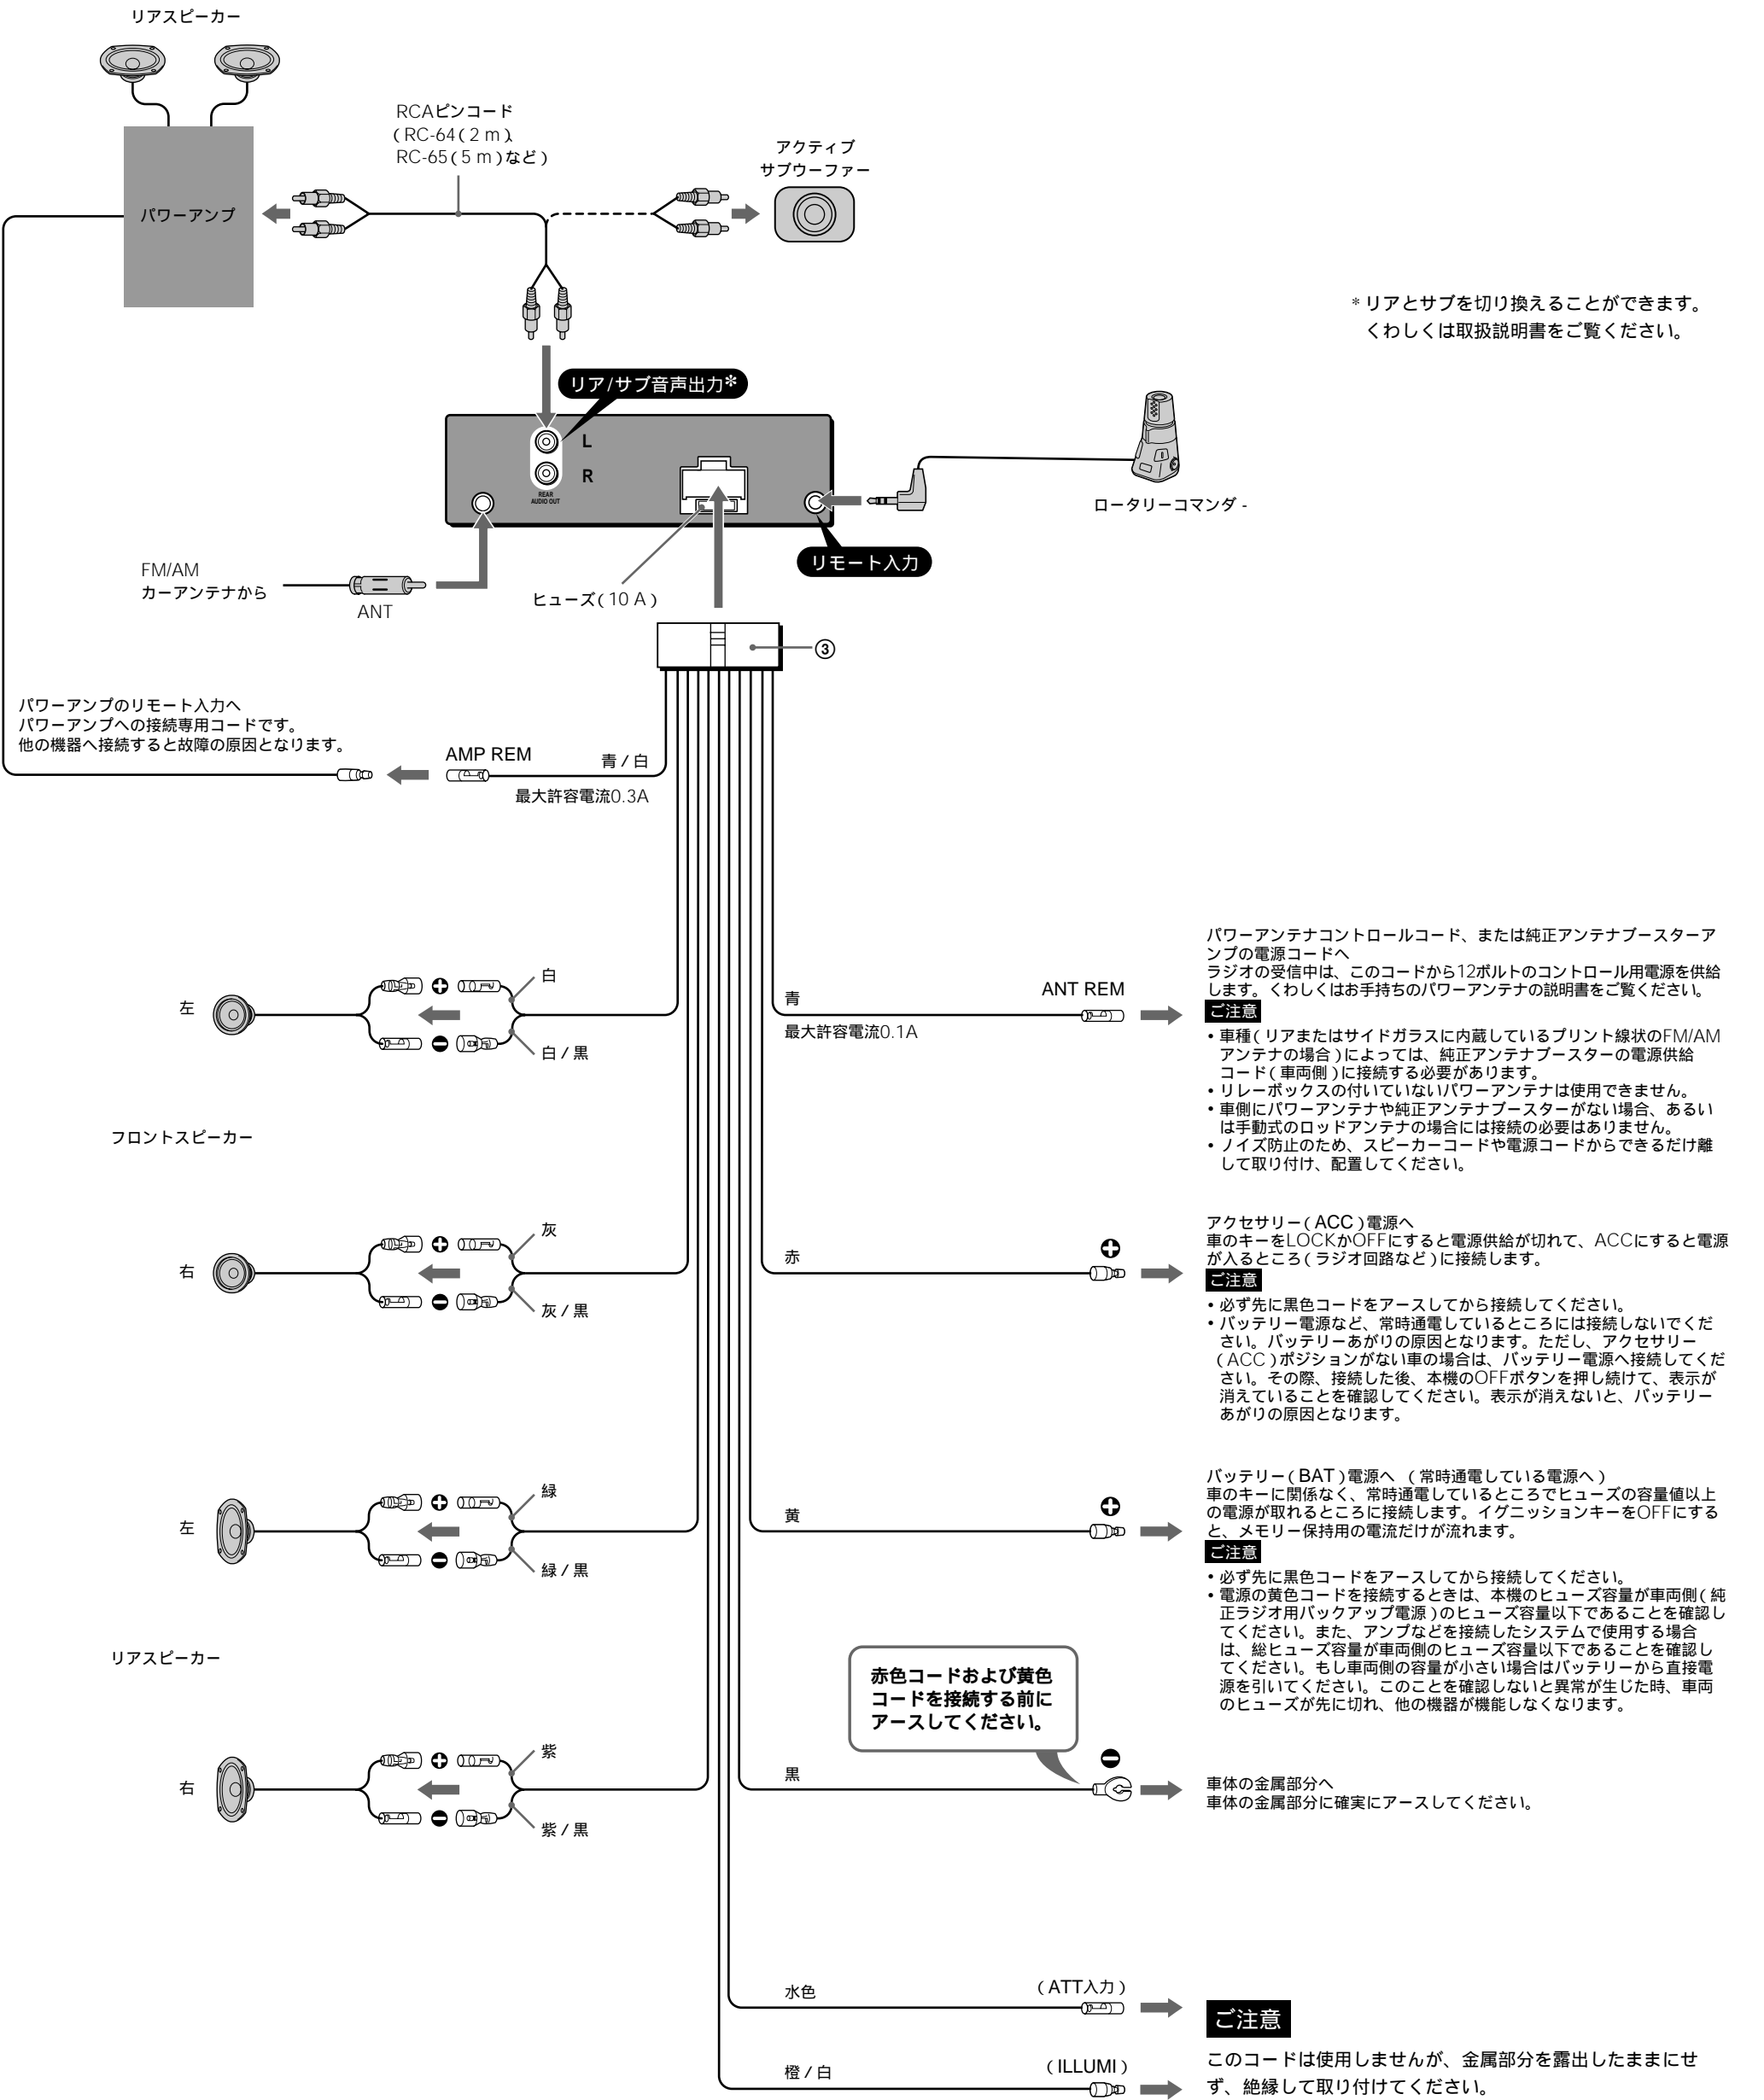 リアスピーカー
RCAピンコード
(RC-64(2 m)、
RC-65(5 m)など)
アクティブ
サブウーファー
パワーアンプ
* リアとサブを切り換えることができます。
くわしくは取扱説明書をご覧ください。
リア/サブ音声出力*
L
R
REAR
AUDIO OUT
ロータリーコマンダ -
リモート入力
FM/AM
カーアンテナから
ANT
ヒューズ(10 A)
③
パワーアンプのリモート入力へ
パワーアンプへの接続専用コードです。
他の機器へ接続すると故障の原因となります。
AMP REM
青 / 白
最大許容電流0.3A
左
白
白 / 黒
フロントスピーカー
右
灰
灰 / 黒
左
緑
緑 / 黒
リアスピーカー
右
紫
紫 / 黒
青
ANT REM
最大許容電流0.1A
パワーアンテナコントロールコード、または純正アンテナブースターア
ンプの電源コードへ
ラジオの受信中は、このコードから12ボルトのコントロール用電源を供給
します。くわしくはお手持ちのパワーアンテナの説明書をご覧ください。
ご注意
• 車種(リアまたはサイドガラスに内蔵しているプリント線状のFM/AM
アンテナの場合)によっては、純正アンテナブースターの電源供給
コード(車両側)に接続する必要があります。
• リレーボックスの付いていないパワーアンテナは使用できません。
• 車側にパワーアンテナや純正アンテナブースターがない場合、あるい
は手動式のロッドアンテナの場合には接続の必要はありません。
• ノイズ防止のため、スピーカーコードや電源コードからできるだけ離
して取り付け、配置してください。
赤
アクセサリー(ACC)電源へ
車のキーをLOCKかOFFにすると電源供給が切れて、ACCにすると電源
が入るところ(ラジオ回路など)に接続します。
ご注意
• 必ず先に黒色コードをアースしてから接続してください。
• バッテリー電源など、常時通電しているところには接続しないでくだ
さい。バッテリーあがりの原因となります。ただし、アクセサリー
(ACC)ポジションがない車の場合は、バッテリー電源へ接続してくだ
さい。その際、接続した後、本機のOFFボタンを押し続けて、表示が
消えていることを確認してください。表示が消えないと、バッテリー
あがりの原因となります。
黄
バッテリー(BAT)電源へ (常時通電している電源へ)
車のキーに関係なく、常時通電しているところでヒューズの容量値以上
の電源が取れるところに接続します。イグニッションキーをOFFにする
と、メモリー保持用の電流だけが流れます。
ご注意
• 必ず先に黒色コードをアースしてから接続してください。
• 電源の黄色コードを接続するときは、本機のヒューズ容量が車両側(純
正ラジオ用バックアップ電源)のヒューズ容量以下であることを確認し
てください。また、アンプなどを接続したシステムで使用する場合
は、総ヒューズ容量が車両側のヒューズ容量以下であることを確認し
てください。もし車両側の容量が小さい場合はバッテリーから直接電
源を引いてください。このことを確認しないと異常が生じた時、車両
のヒューズが先に切れ、他の機器が機能しなくなります。
赤色コードおよび黄色
コードを接続する前に
アースしてください。
黒
車体の金属部分へ
車体の金属部分に確実にアースしてください。
水色
(ATT入力)
橙 / 白
(ILLUMI)
ご注意
このコードは使用しませんが、金属部分を露出したままにせ
ず、絶縁して取り付けてください。